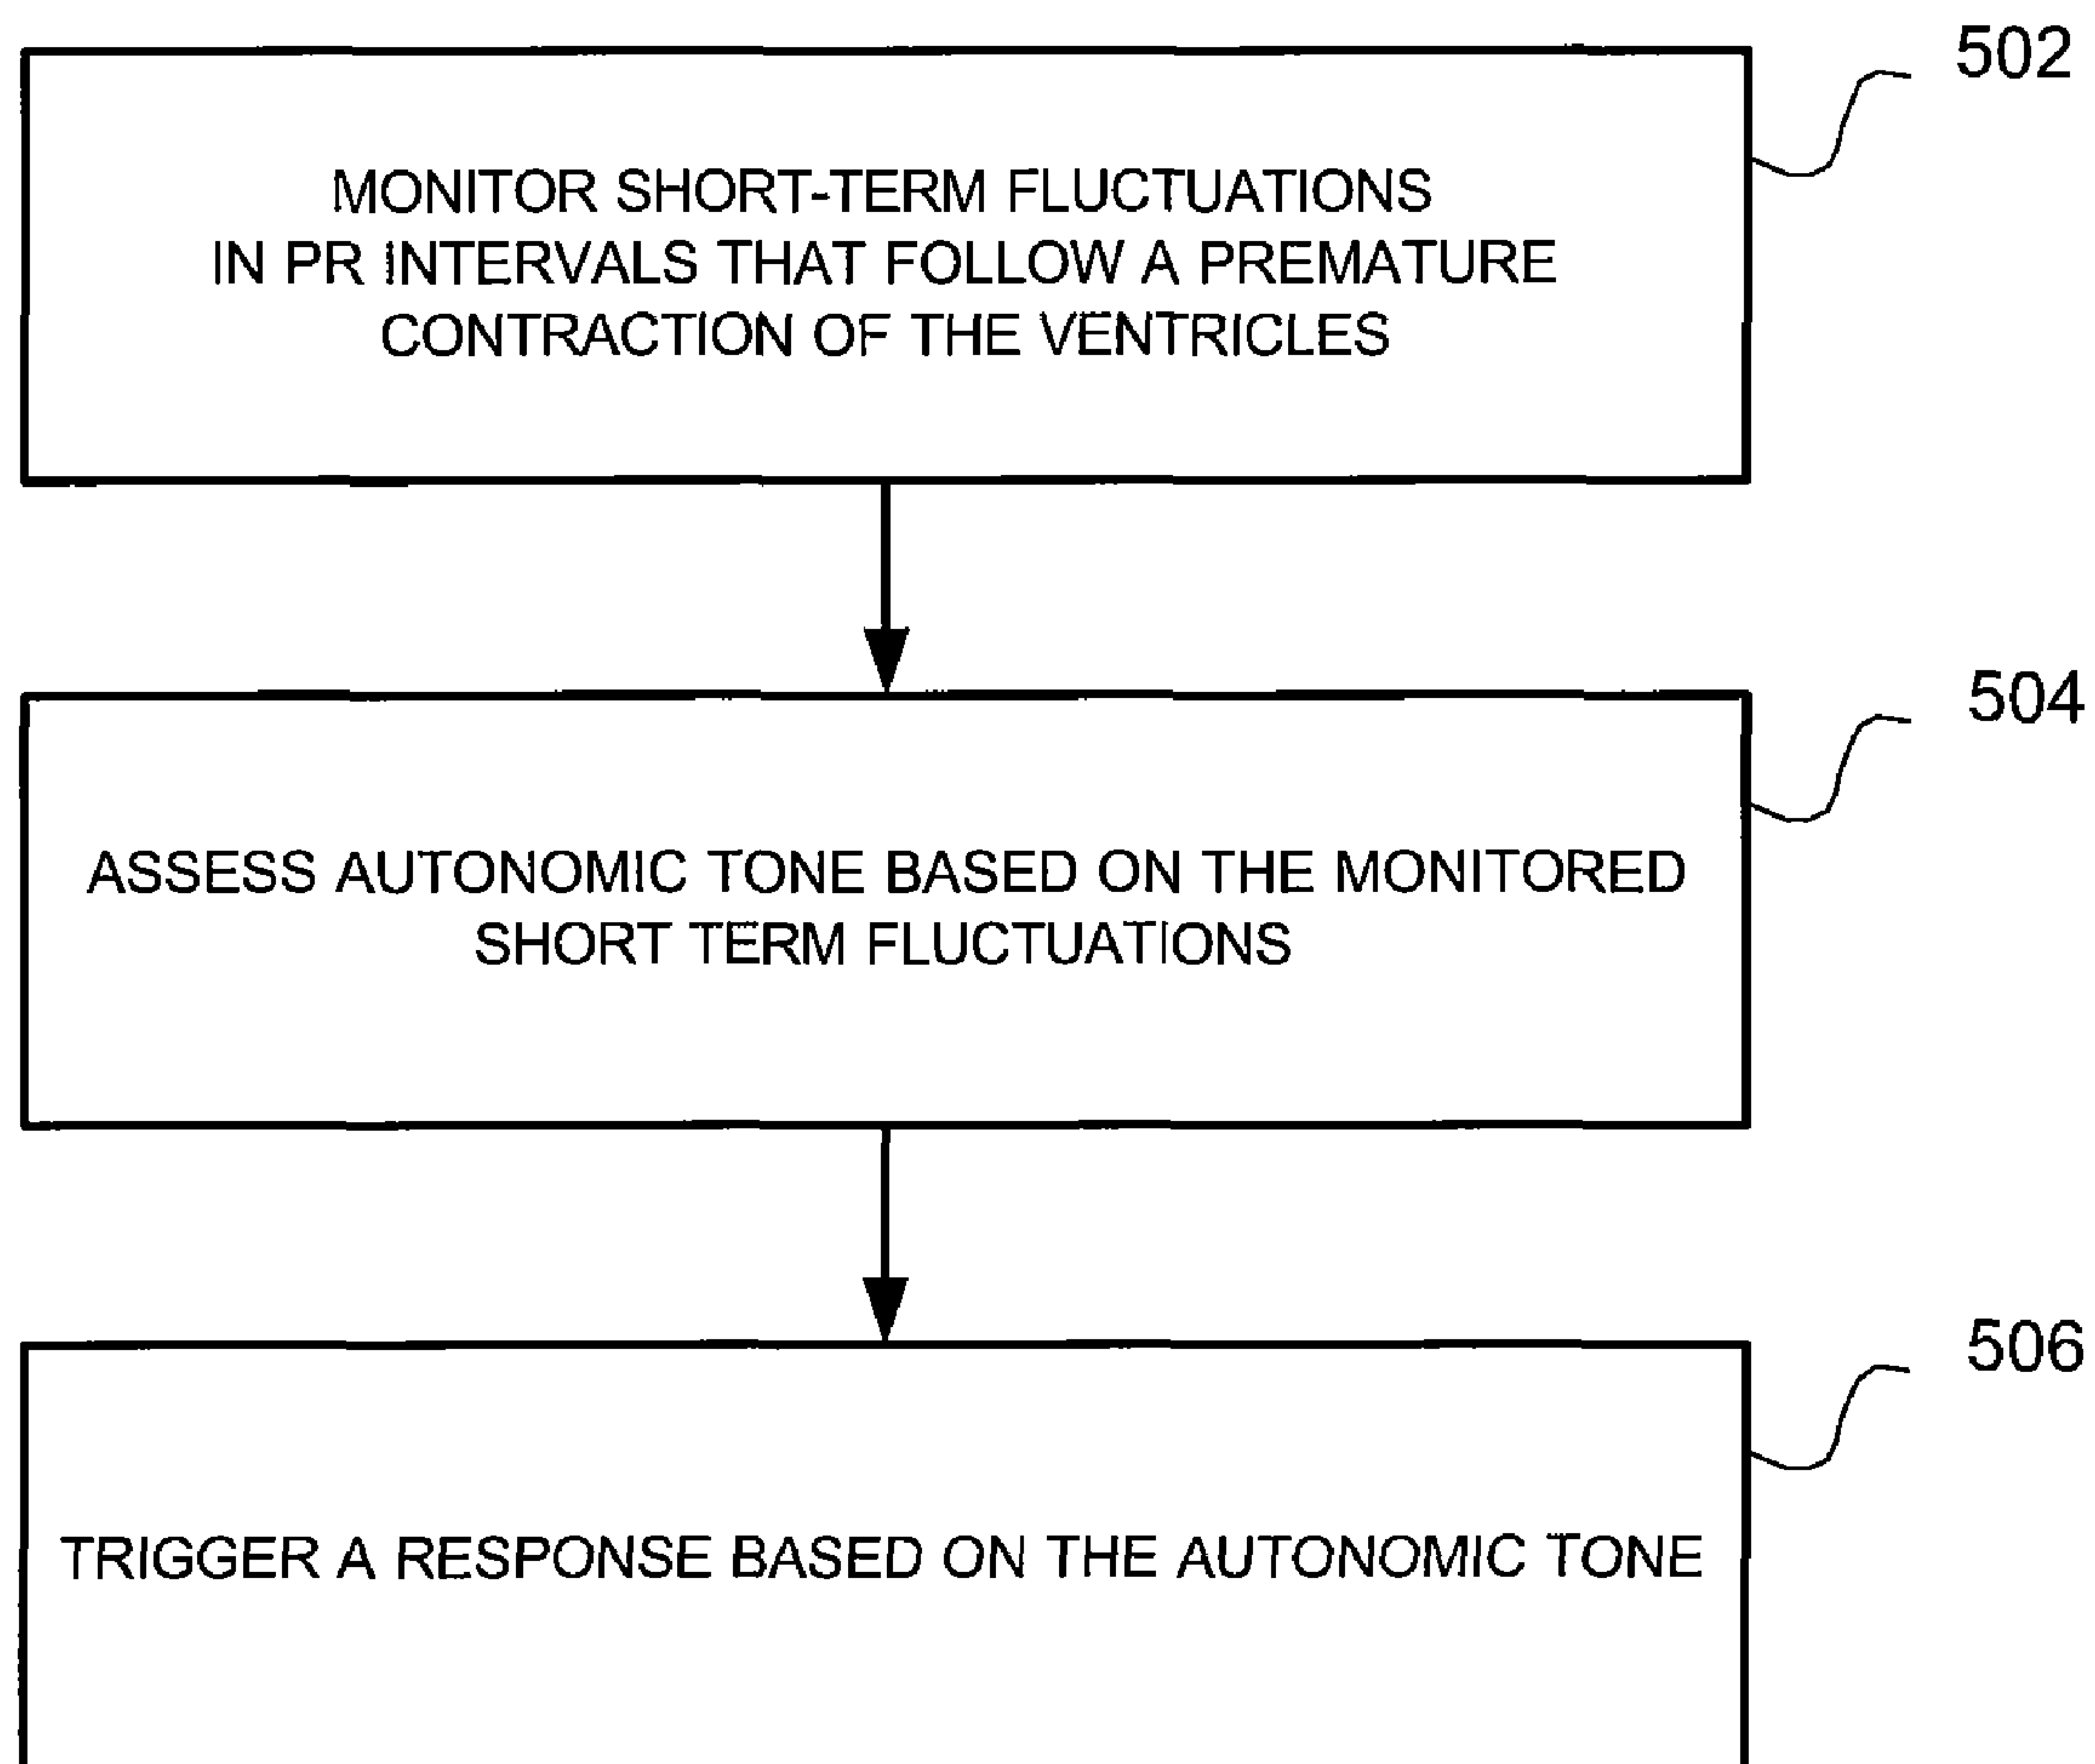 502
MONITOR SHORT-TERM FLUCTUATIONS
IN PR INTERVALS THAT FOLLOW A PREMATURE
CONTRACTION OF THE VENTRICLES
504
ASSESS AUTONOMIC TONE BASED ON THE MONITORED
SHORT TERM FLUCTUATIONS
506
TRIGGER A RESPONSE BASED ON THE AUTONOMIC TONE